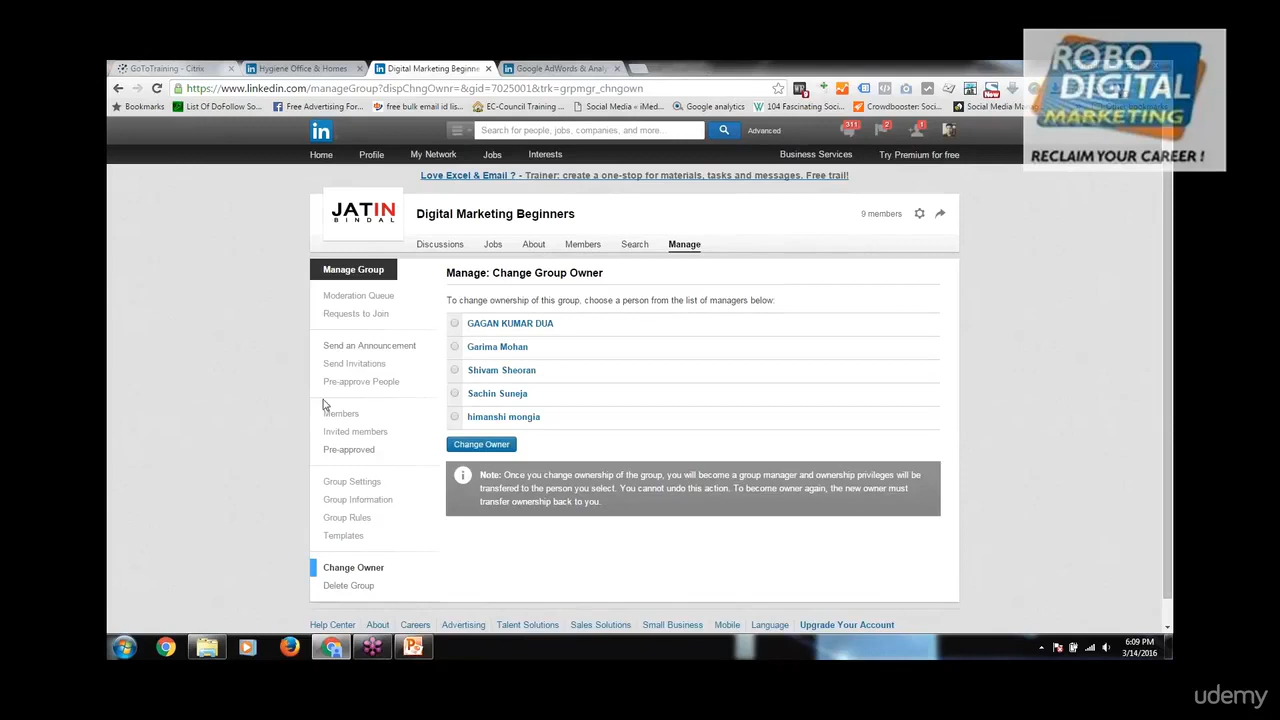 GoToTraining - Citrix
Hygiene Office & Homes
Digital Marketing Beginne
Google AdWords & Analy
https://www.linkedin.com/manageGroup?dispChngOwnr=&gid=7025001&trk=grpmgr_chngown
Bookmarks
List Of DoFollow So...
Free Advertising For...
free bulk email id lis...
EC-Council Training ...
Social Media « iMed...
Google analytics
104 Fascinating Soci...
Crowdbooster: Soci...
Social Media Ma
ROBO
DIGITAL
MARKETING
RECLAIM YOUR CAREER !
in
Search for people, jobs, companies, and more...
Advanced
311
2
1
Home
Profile
My Network
Jobs
Interests
Business Services
Try Premium for free
Love Excel & Email ? - Trainer: create a one-stop for materials, tasks and messages. Free trail!
JATIN
BINDAL
Digital Marketing Beginners
9 members
Discussions
Jobs
About
Members
Search
Manage
Manage Group
Moderation Queue
Requests to Join
Send an Announcement
Send Invitations
Pre-approve People
Members
Invited members
Pre-approved
Group Settings
Group Information
Group Rules
Templates
Change Owner
Delete Group
Manage: Change Group Owner
To change ownership of this group, choose a person from the list of managers below:
GAGAN KUMAR DUA
Garima Mohan
Shivam Sheoran
Sachin Suneja
himanshi mongia
Change Owner
Note: Once you change ownership of the group, you will become a group manager and ownership privileges will be
transferred to the person you select. You cannot undo this action. To become owner again, the new owner must
transfer ownership back to you.
Help Center
About
Careers
Advertising
Talent Solutions
Sales Solutions
Small Business
Mobile
Language
Upgrade Your Account
6:09 PM
3/14/2016
udemy